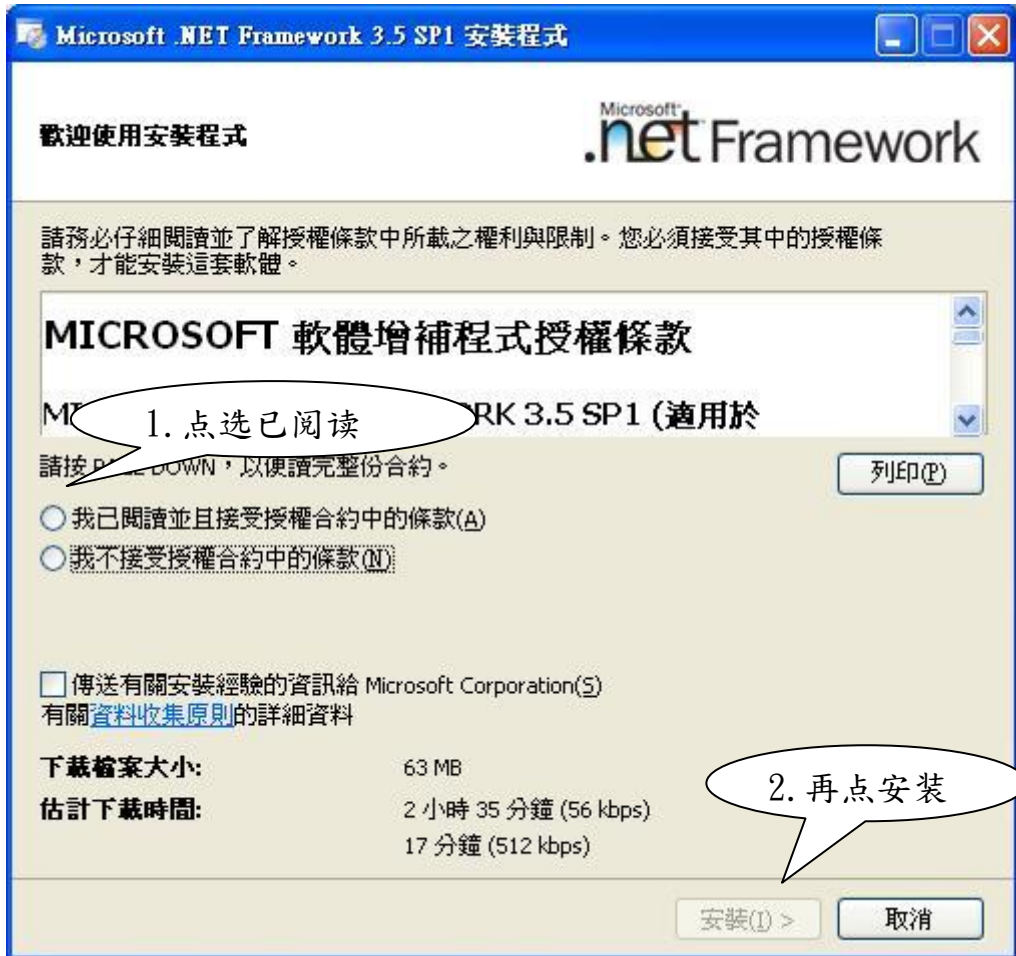 Microsoft .NET Framework 3.5 SP1 安裝程式
歡迎使用安裝程式
Microsoft
.net Framework
請務必仔細閱讀並了解授權條款中所載之權利與限制。您必須接受其中的授權條
款，才能安裝這套軟體。
MICROSOFT 軟體增補程式授權條款
RK 3.5 SP1 (適用於
1.点选已阅读
請按 DOWN，以便讀完整份合約。
列印(P)
我已閱讀並且接受授權合約中的條款(A)
我不接受授權合約中的條款(N)
傳送有關安裝經驗的資訊給 Microsoft Corporation(S)
有關資料收集原則的詳細資料
下載檔案大小: 63 MB
估計下載時間: 2 小時 35 分鐘 (56 kbps)
17 分鐘 (512 kbps)
2.再点安装
安裝(I) >
取消